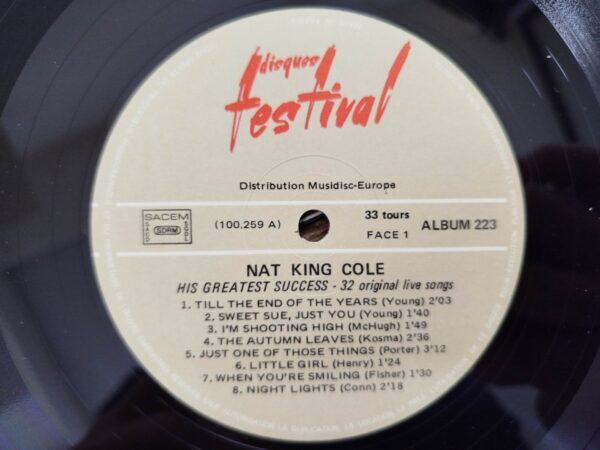 disques
festival
Distribution Musidisc-Europe
SACEM
SACD SDRM SGDL
(100.259 A)
33 tours
FACE 1
ALBUM 223
NAT KING COLE
HIS GREATEST SUCCESS - 32 original live songs
1. TILL THE END OF THE YEARS (Young) 2'03
2. SWEET SUE, JUST YOU (Young) 1'40
3. I'M SHOOTING HIGH (McHugh) 1'49
4. THE AUTUMN LEAVES (Kosma) 2'36
5. JUST ONE OF THOSE THINGS (Porter) 3'12
6. LITTLE GIRL (Henry) 1'24
7. WHEN YOU'RE SMILING (Fisher) 1'30
8. NIGHT LIGHTS (Conn) 2'18